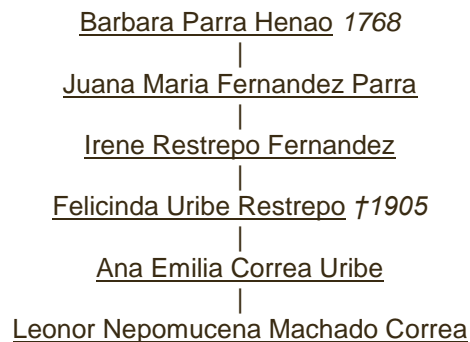 Barbara Parra Henao 1768
|
Juana Maria Fernandez Parra
|
Irene Restrepo Fernandez
|
Felicinda Uribe Restrepo †1905
|
Ana Emilia Correa Uribe
|
Leonor Nepomucena Machado Correa